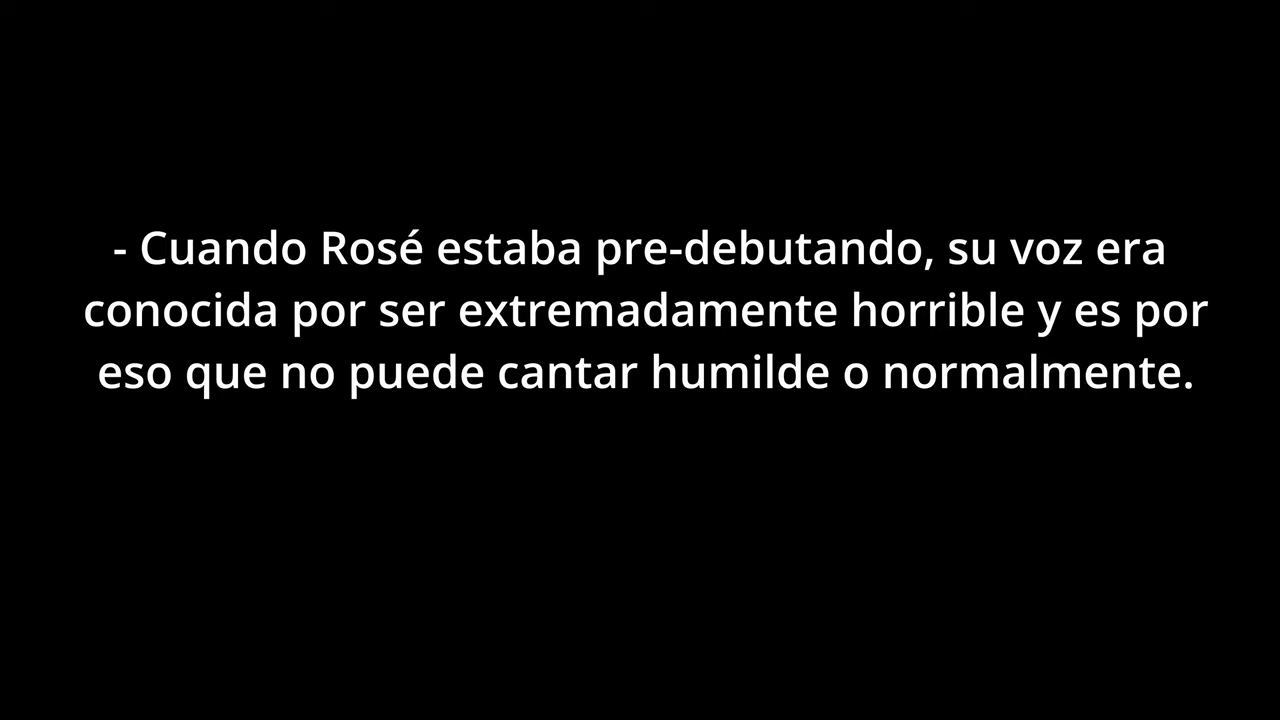 - Cuando Rosé estaba pre-debutando, su voz era
conocida por ser extremadamente horrible y es por
eso que no puede cantar humilde o normalmente.